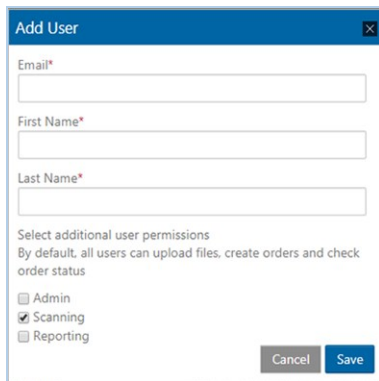 Add User
Email*
First Name*
Last Name*
Select additional user permissions
By default, all users can upload files, create orders and check
order status
Admin
Scanning
Reporting
Cancel Save